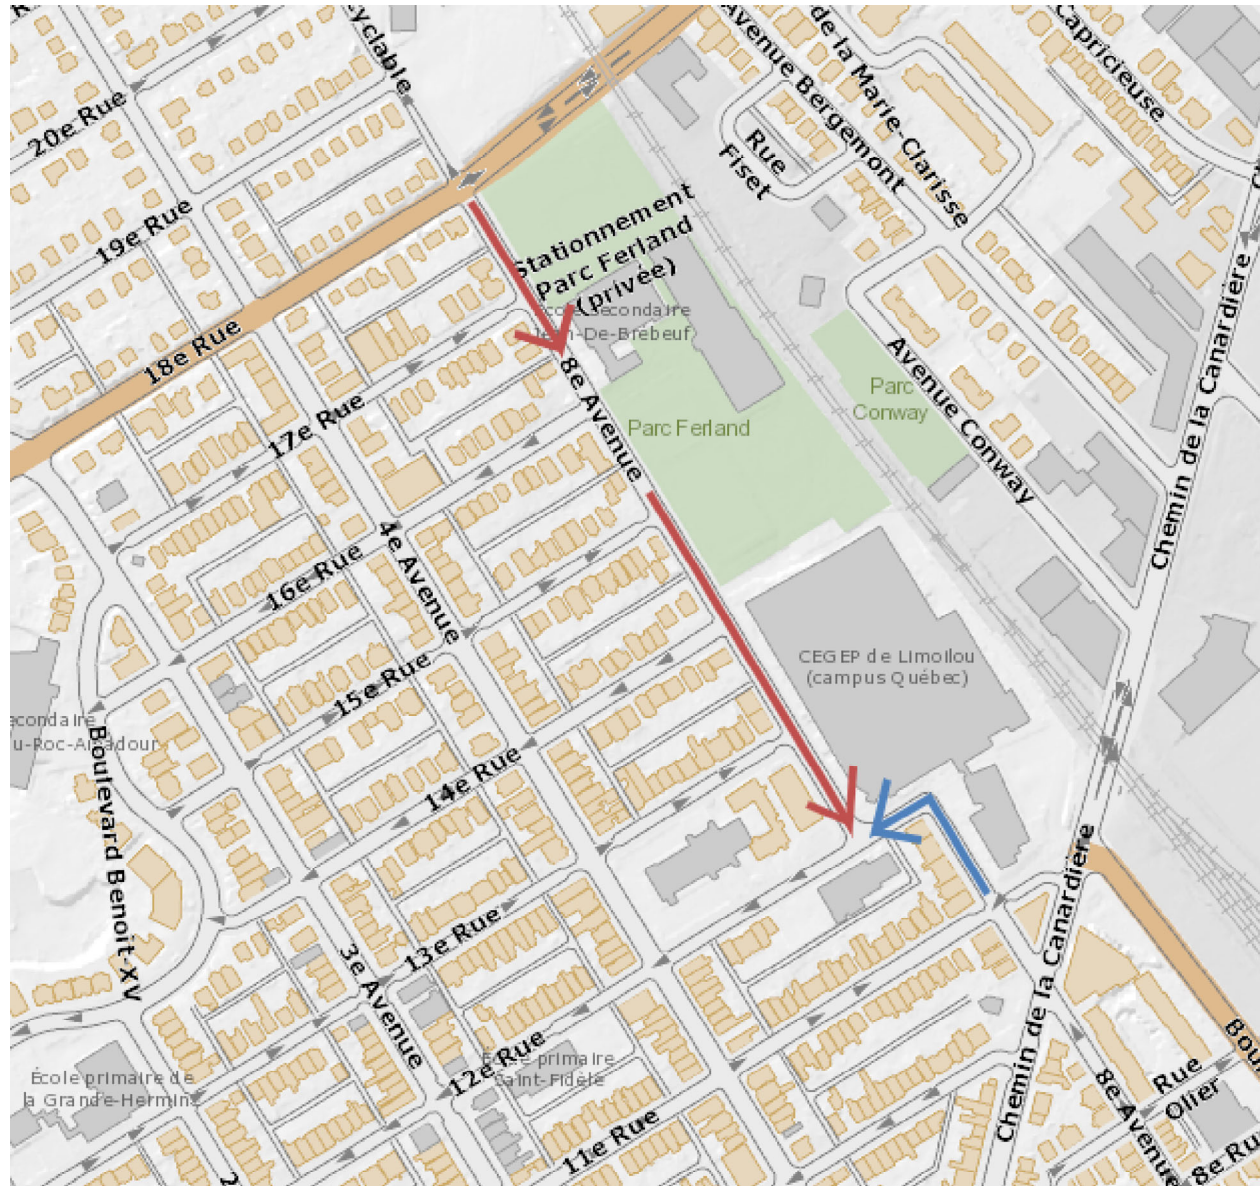 cyclable
Avenue Bergemont
de la Marie-Clarisse
Capricieuse
20e Rue
Rue
Fiset
19e Rue
Stationnement
Parc Ferland
(privée)
École secondaire
Jean-De-Brébeuf
18e Rue
8e Avenue
Parc Ferland
Parc
Conway
Avenue Conway
Chemin de la Canardière
17e Rue
4e Avenue
16e Rue
15e Rue
CEGEP de Limoilou
(campus Québec)
econdaire
u-Roc-Amadour
Boulevard Benoit-XV
14e Rue
13e Rue
3e Avenue
Chemin de la Canardière
12e Rue
École primaire
Saint-Fidèle
École primaire de
la Grande-Hermine
11e Rue
8e Avenue
Rue
Olier
Bou
8e Ru
2